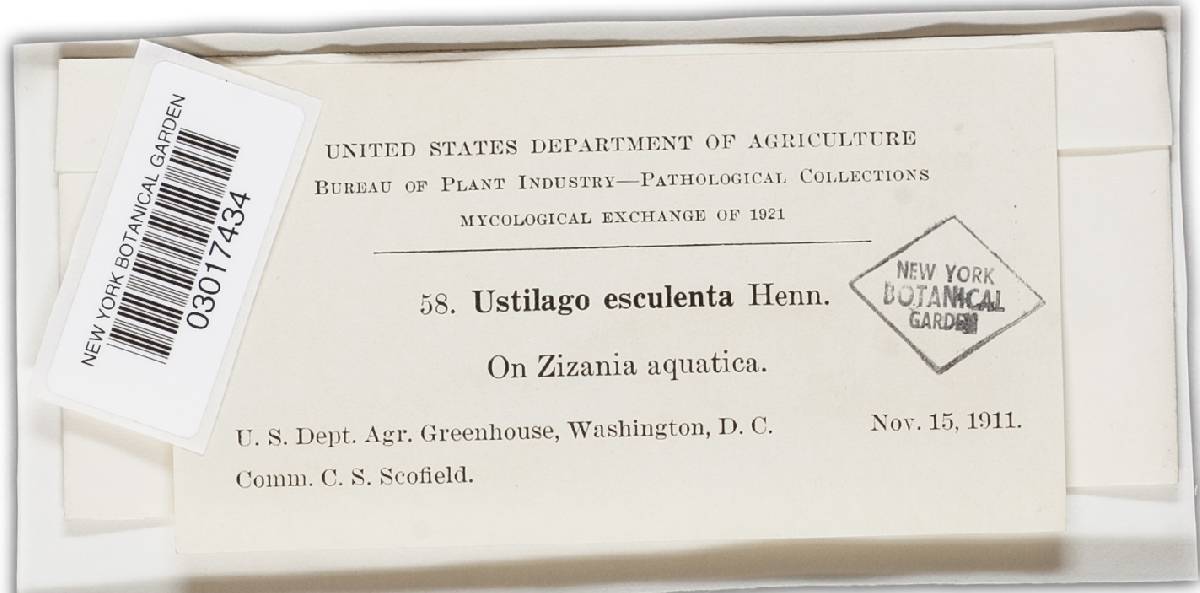 NEW YORK BOTANICAL GARDEN
03017434
UNITED STATES DEPARTMENT OF AGRICULTURE
BUREAU OF PLANT INDUSTRY—PATHOLOGICAL COLLECTIONS
MYCOLOGICAL EXCHANGE OF 1921
58. Ustilago esculenta Henn.
On Zizania aquatica.
NEW YORK
BOTANICAL
GARDEN
U. S. Dept. Agr. Greenhouse, Washington, D. C. Nov. 15, 1911.
Comm. C. S. Scofield.